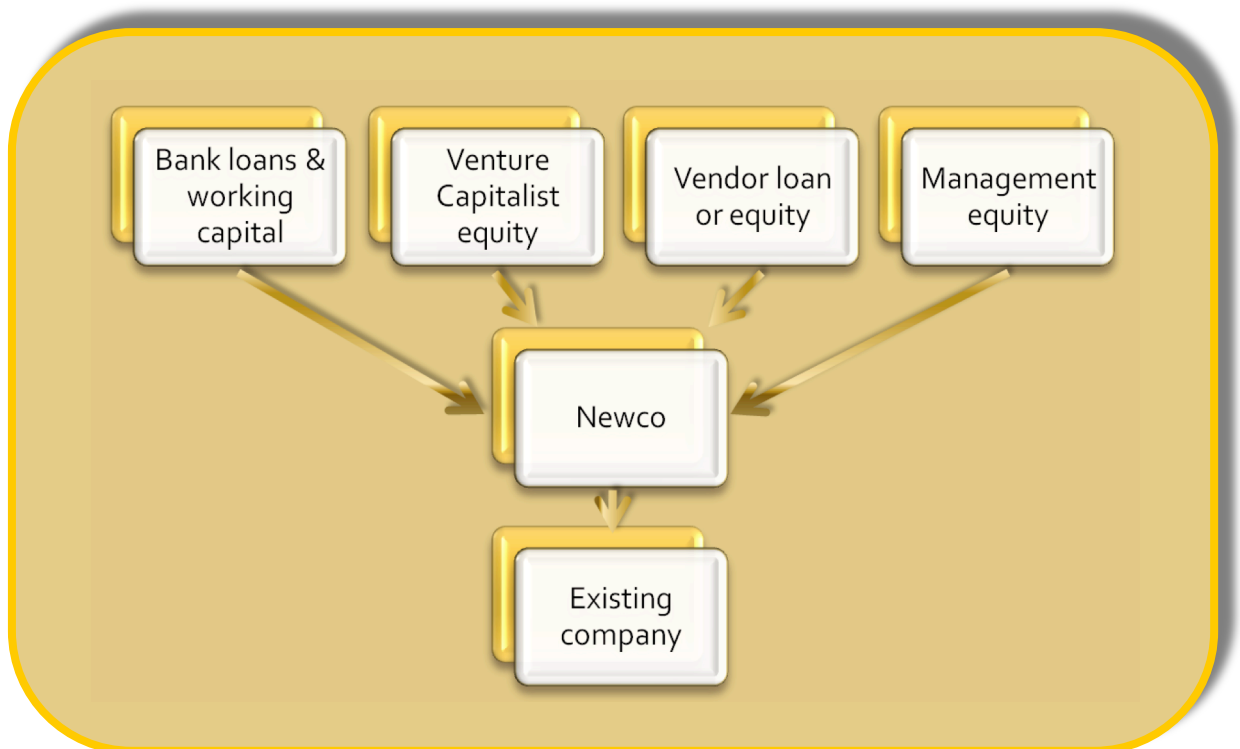 Bank loans &
working
capital
Venture
Capitalist
equity
Vendor loan
or equity
Management
equity
Newco
Existing
company